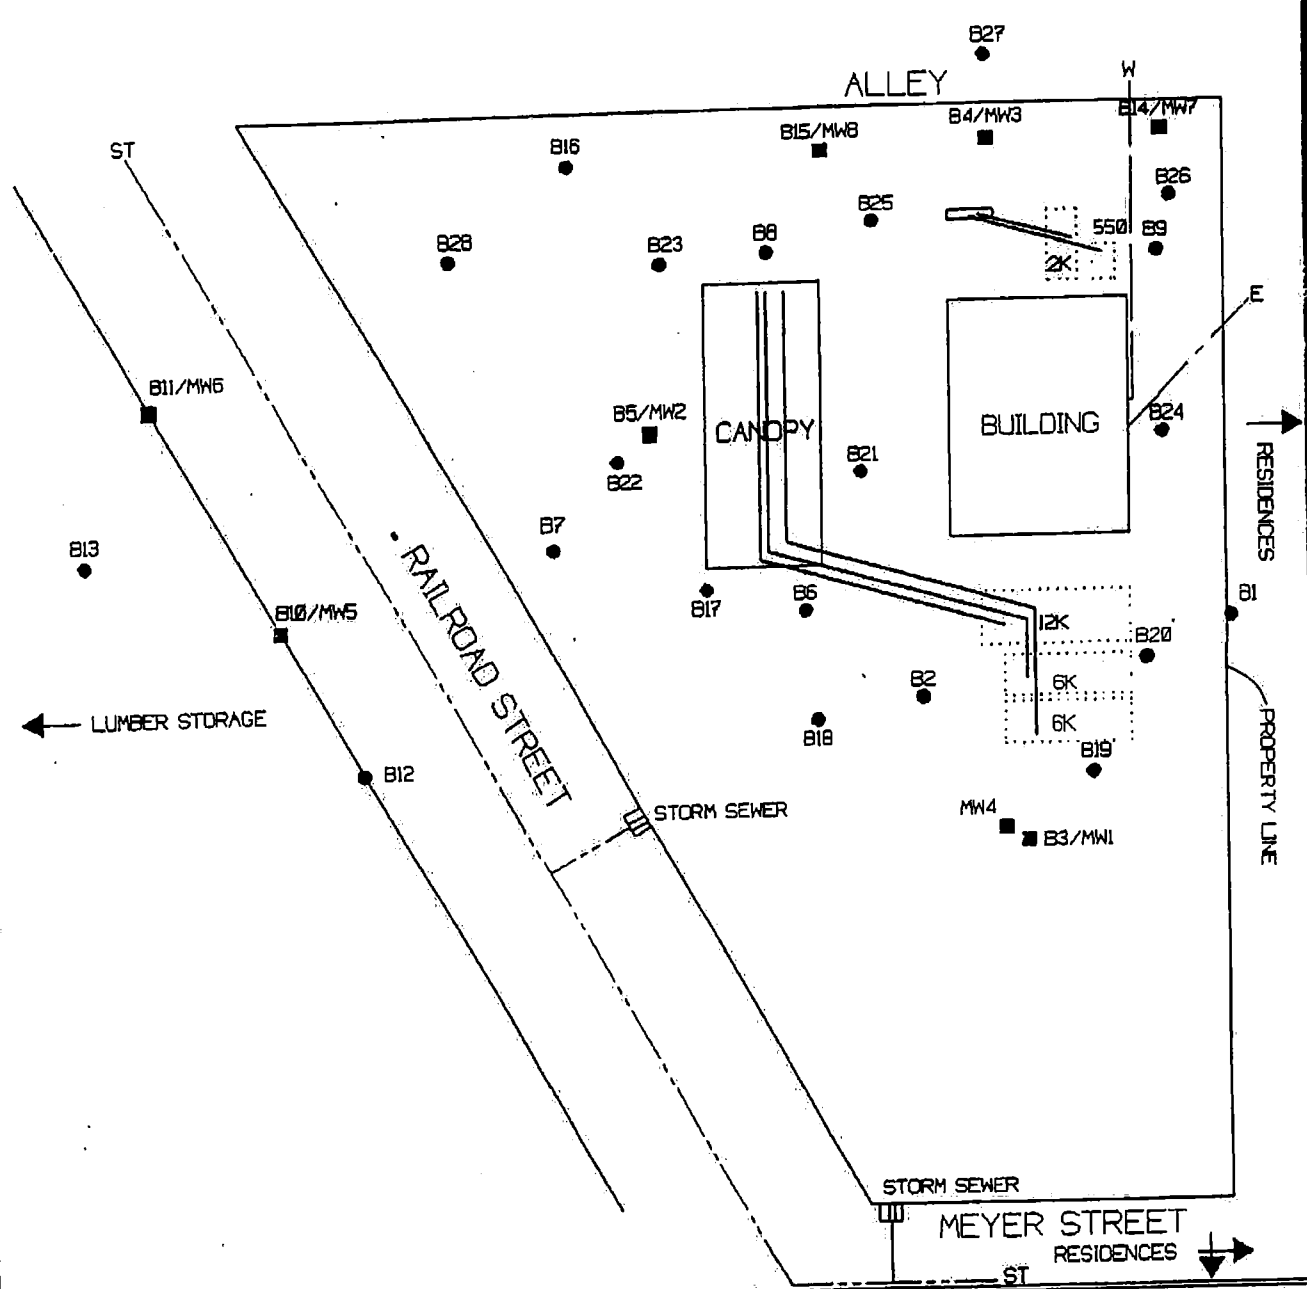 B27
W
ALLEY
B14/MW7
B4/MW3
B15/MW8
B16
ST
B26
B25
550
B9
B8
B23
B28
2K
E
B11/MW6
B5/MW2
B24
CANOPY
BUILDING
B21
B22
RESIDENCES
B7
B13
RAILROAD STREET
B17
B6
B1
B10/MW5
12K
B20
B2
6K
6K
LUMBER STORAGE
B18
B19
PROPERTY LINE
B12
STORM SEWER
MW4
B3/MW1
STORM SEWER
MEYER STREET
RESIDENCES
ST